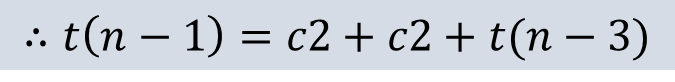 ∴ t(n − 1) = c2 + c2 + t(n − 3)